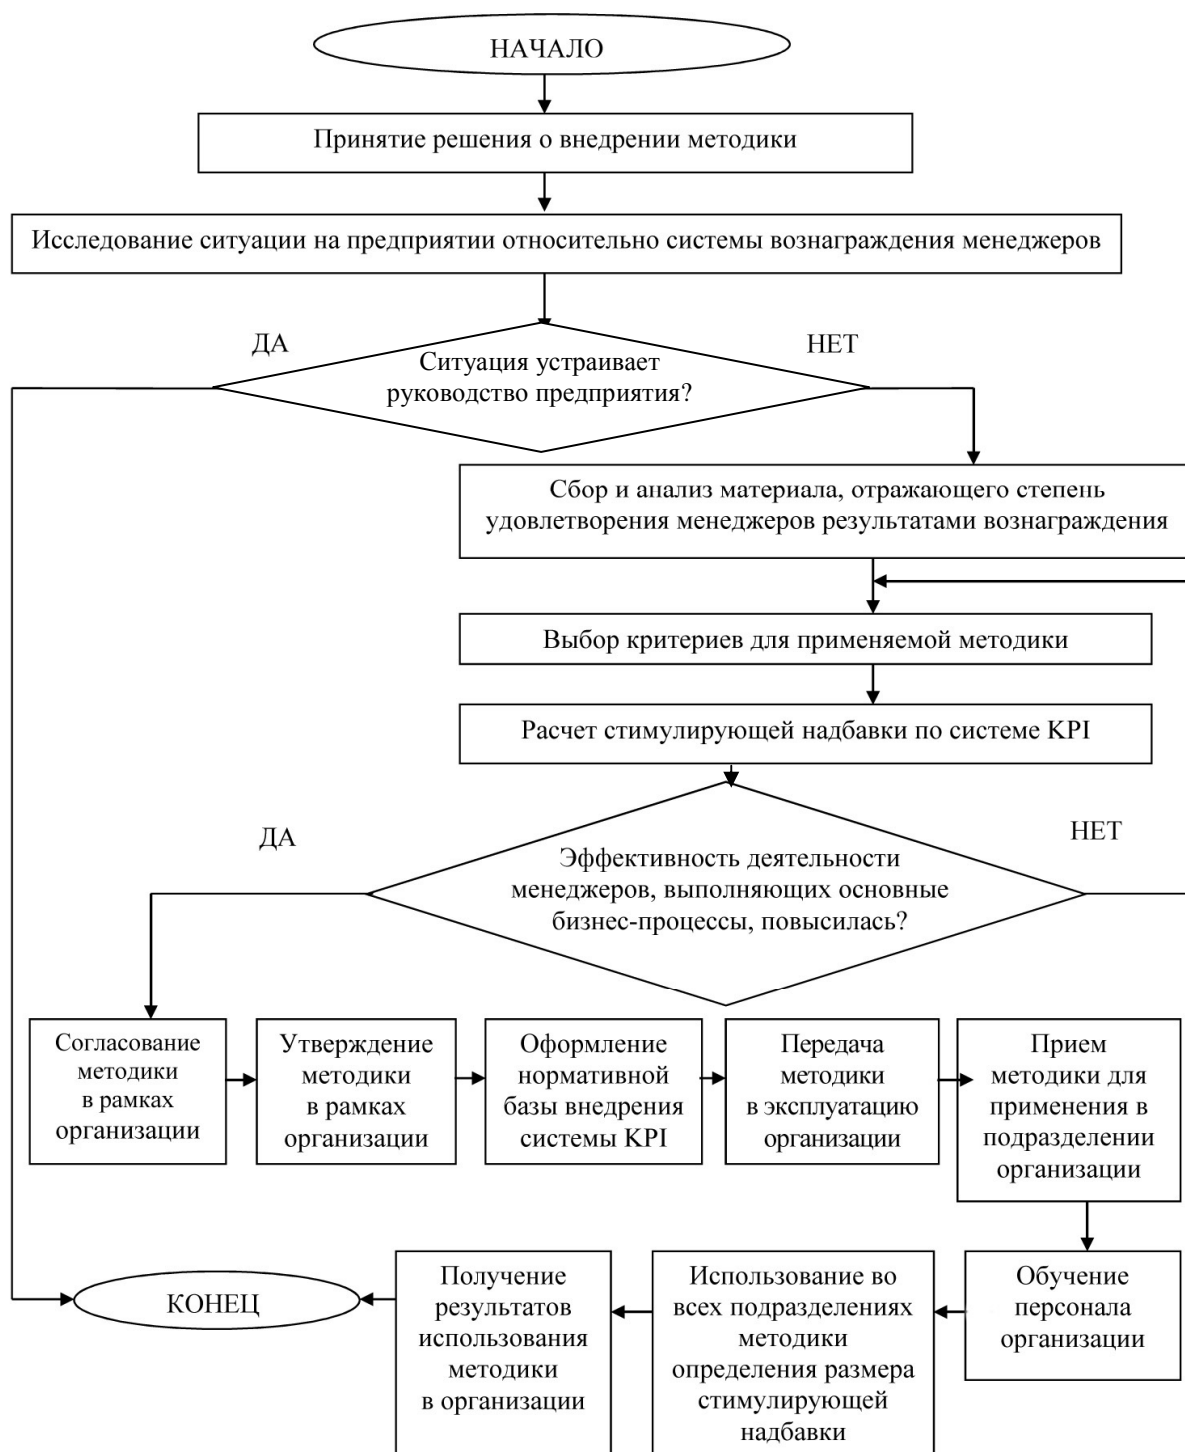 НАЧАЛО
Принятие решения о внедрении методики
Исследование ситуации на предприятии относительно системы вознаграждения менеджеров
ДА
НЕТ
Ситуация устраивает
руководство предприятия?
Сбор и анализ материала, отражающего степень
удовлетворения менеджеров результатами вознаграждения
Выбор критериев для применяемой методики
Расчет стимулирующей надбавки по системе KPI
ДА
НЕТ
Эффективность деятельности
менеджеров, выполняющих основные
бизнес-процессы, повысилась?
Согласование
методики
в рамках
организации
Утверждение
методики
в рамках
организации
Оформление
нормативной
базы внедрения
системы KPI
Передача
методики
в эксплуатацию
организации
Прием
методики для
применения в
подразделении
организации
КОНЕЦ
Получение
результатов
использования
методики
в организации
Использование во
всех подразделениях
методики
определения размера
стимулирующей
надбавки
Обучение
персонала
организации